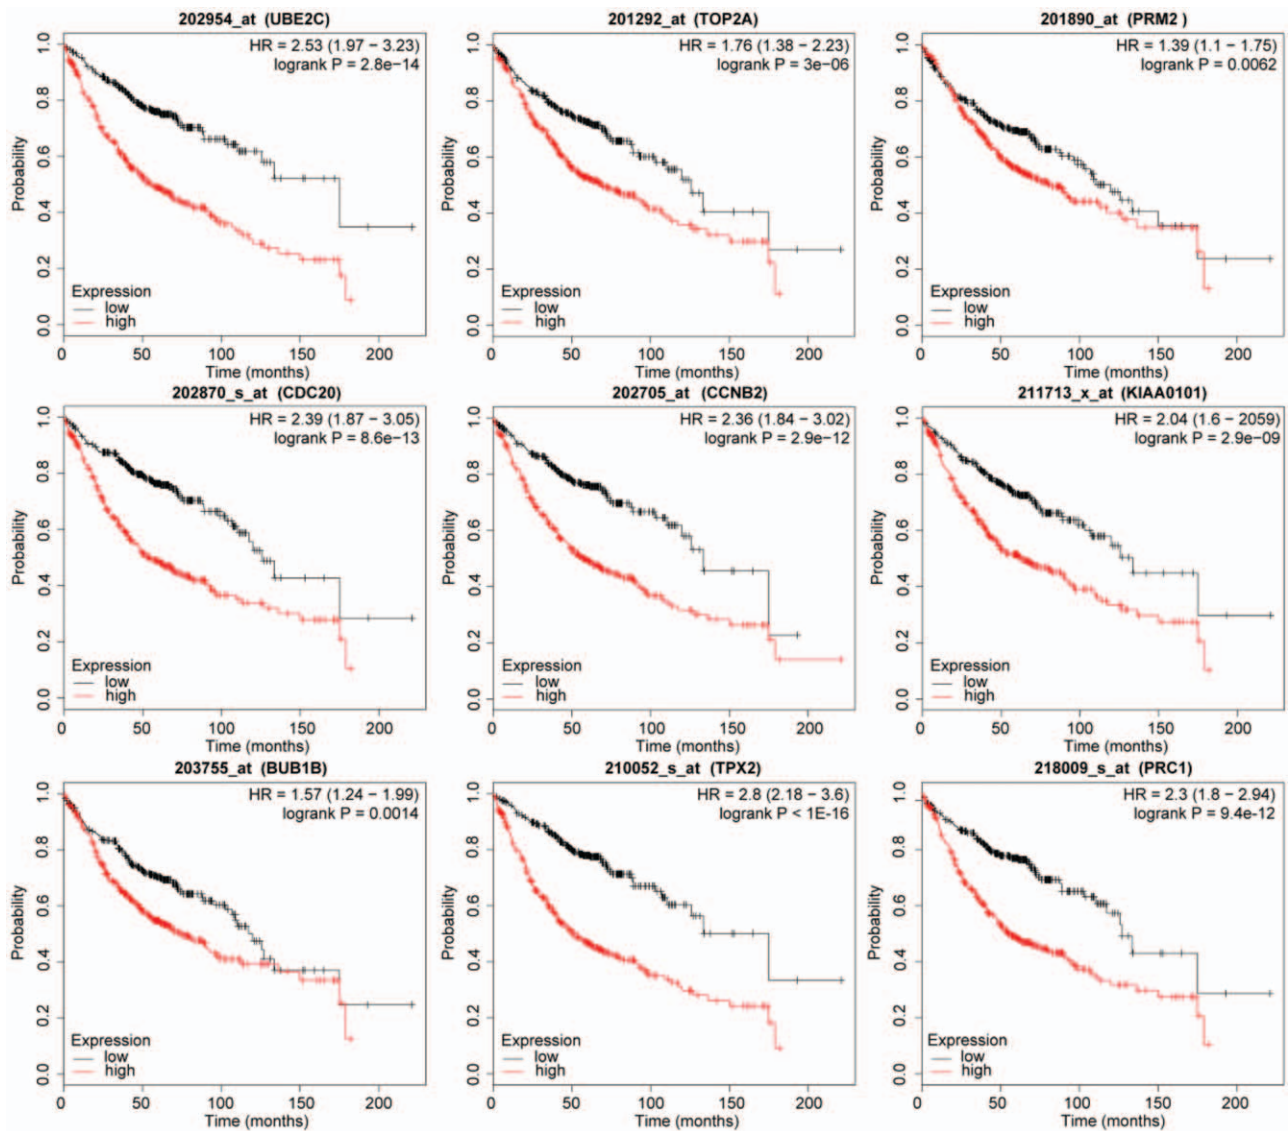 202954_at (UBE2C)
HR = 2.53 (1.97 − 3.23)
logrank P = 2.8e−14
Probability
1.0
0.8
0.6
0.4
0.2
0.0
Expression
low
high
0 50 100 150 200
Time (months)
201292_at (TOP2A)
HR = 1.76 (1.38 − 2.23)
logrank P = 3e−06
Probability
1.0
0.8
0.6
0.4
0.2
0.0
Expression
low
high
0 50 100 150 200
Time (months)
201890_at (PRM2 )
HR = 1.39 (1.1 − 1.75)
logrank P = 0.0062
Probability
1.0
0.8
0.6
0.4
0.2
0.0
Expression
low
high
0 50 100 150 200
Time (months)
202870_s_at (CDC20)
HR = 2.39 (1.87 − 3.05)
logrank P = 8.6e−13
Probability
1.0
0.8
0.6
0.4
0.2
0.0
Expression
low
high
0 50 100 150 200
Time (months)
202705_at (CCNB2)
HR = 2.36 (1.84 − 3.02)
logrank P = 2.9e−12
Probability
1.0
0.8
0.6
0.4
0.2
0.0
Expression
low
high
0 50 100 150 200
Time (months)
211713_x_at (KIAA0101)
HR = 2.04 (1.6 − 2059)
logrank P = 2.9e−09
Probability
1.0
0.8
0.6
0.4
0.2
0.0
Expression
low
high
0 50 100 150 200
Time (months)
203755_at (BUB1B)
HR = 1.57 (1.24 − 1.99)
logrank P = 0.0014
Probability
1.0
0.8
0.6
0.4
0.2
0.0
Expression
low
high
0 50 100 150 200
Time (months)
210052_s_at (TPX2)
HR = 2.8 (2.18 − 3.6)
logrank P < 1E-16
Probability
1.0
0.8
0.6
0.4
0.2
0.0
Expression
low
high
0 50 100 150 200
Time (months)
218009_s_at (PRC1)
HR = 2.3 (1.8 − 2.94)
logrank P = 9.4e-12
Probability
1.0
0.8
0.6
0.4
0.2
0.0
Expression
low
high
0 50 100 150 200
Time (months)